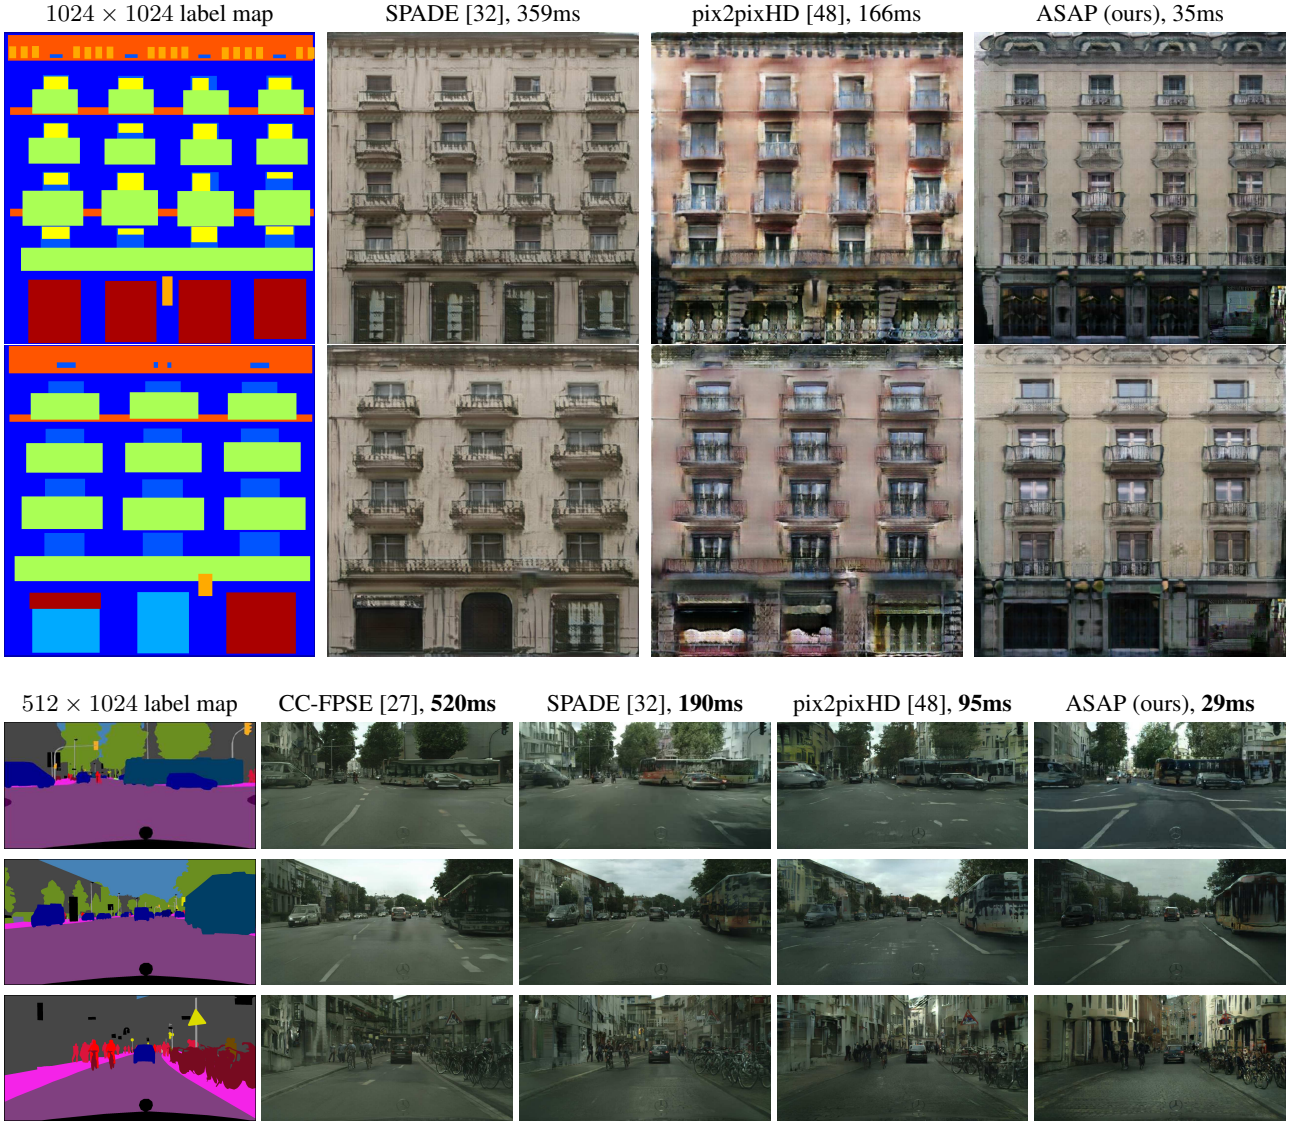 1024 × 1024 label map
SPADE [32], 359ms
pix2pixHD [48], 166ms
ASAP (ours), 35ms
512 × 1024 label map
CC-FPSE [27], 520ms
SPADE [32], 190ms
pix2pixHD [48], 95ms
ASAP (ours), 29ms